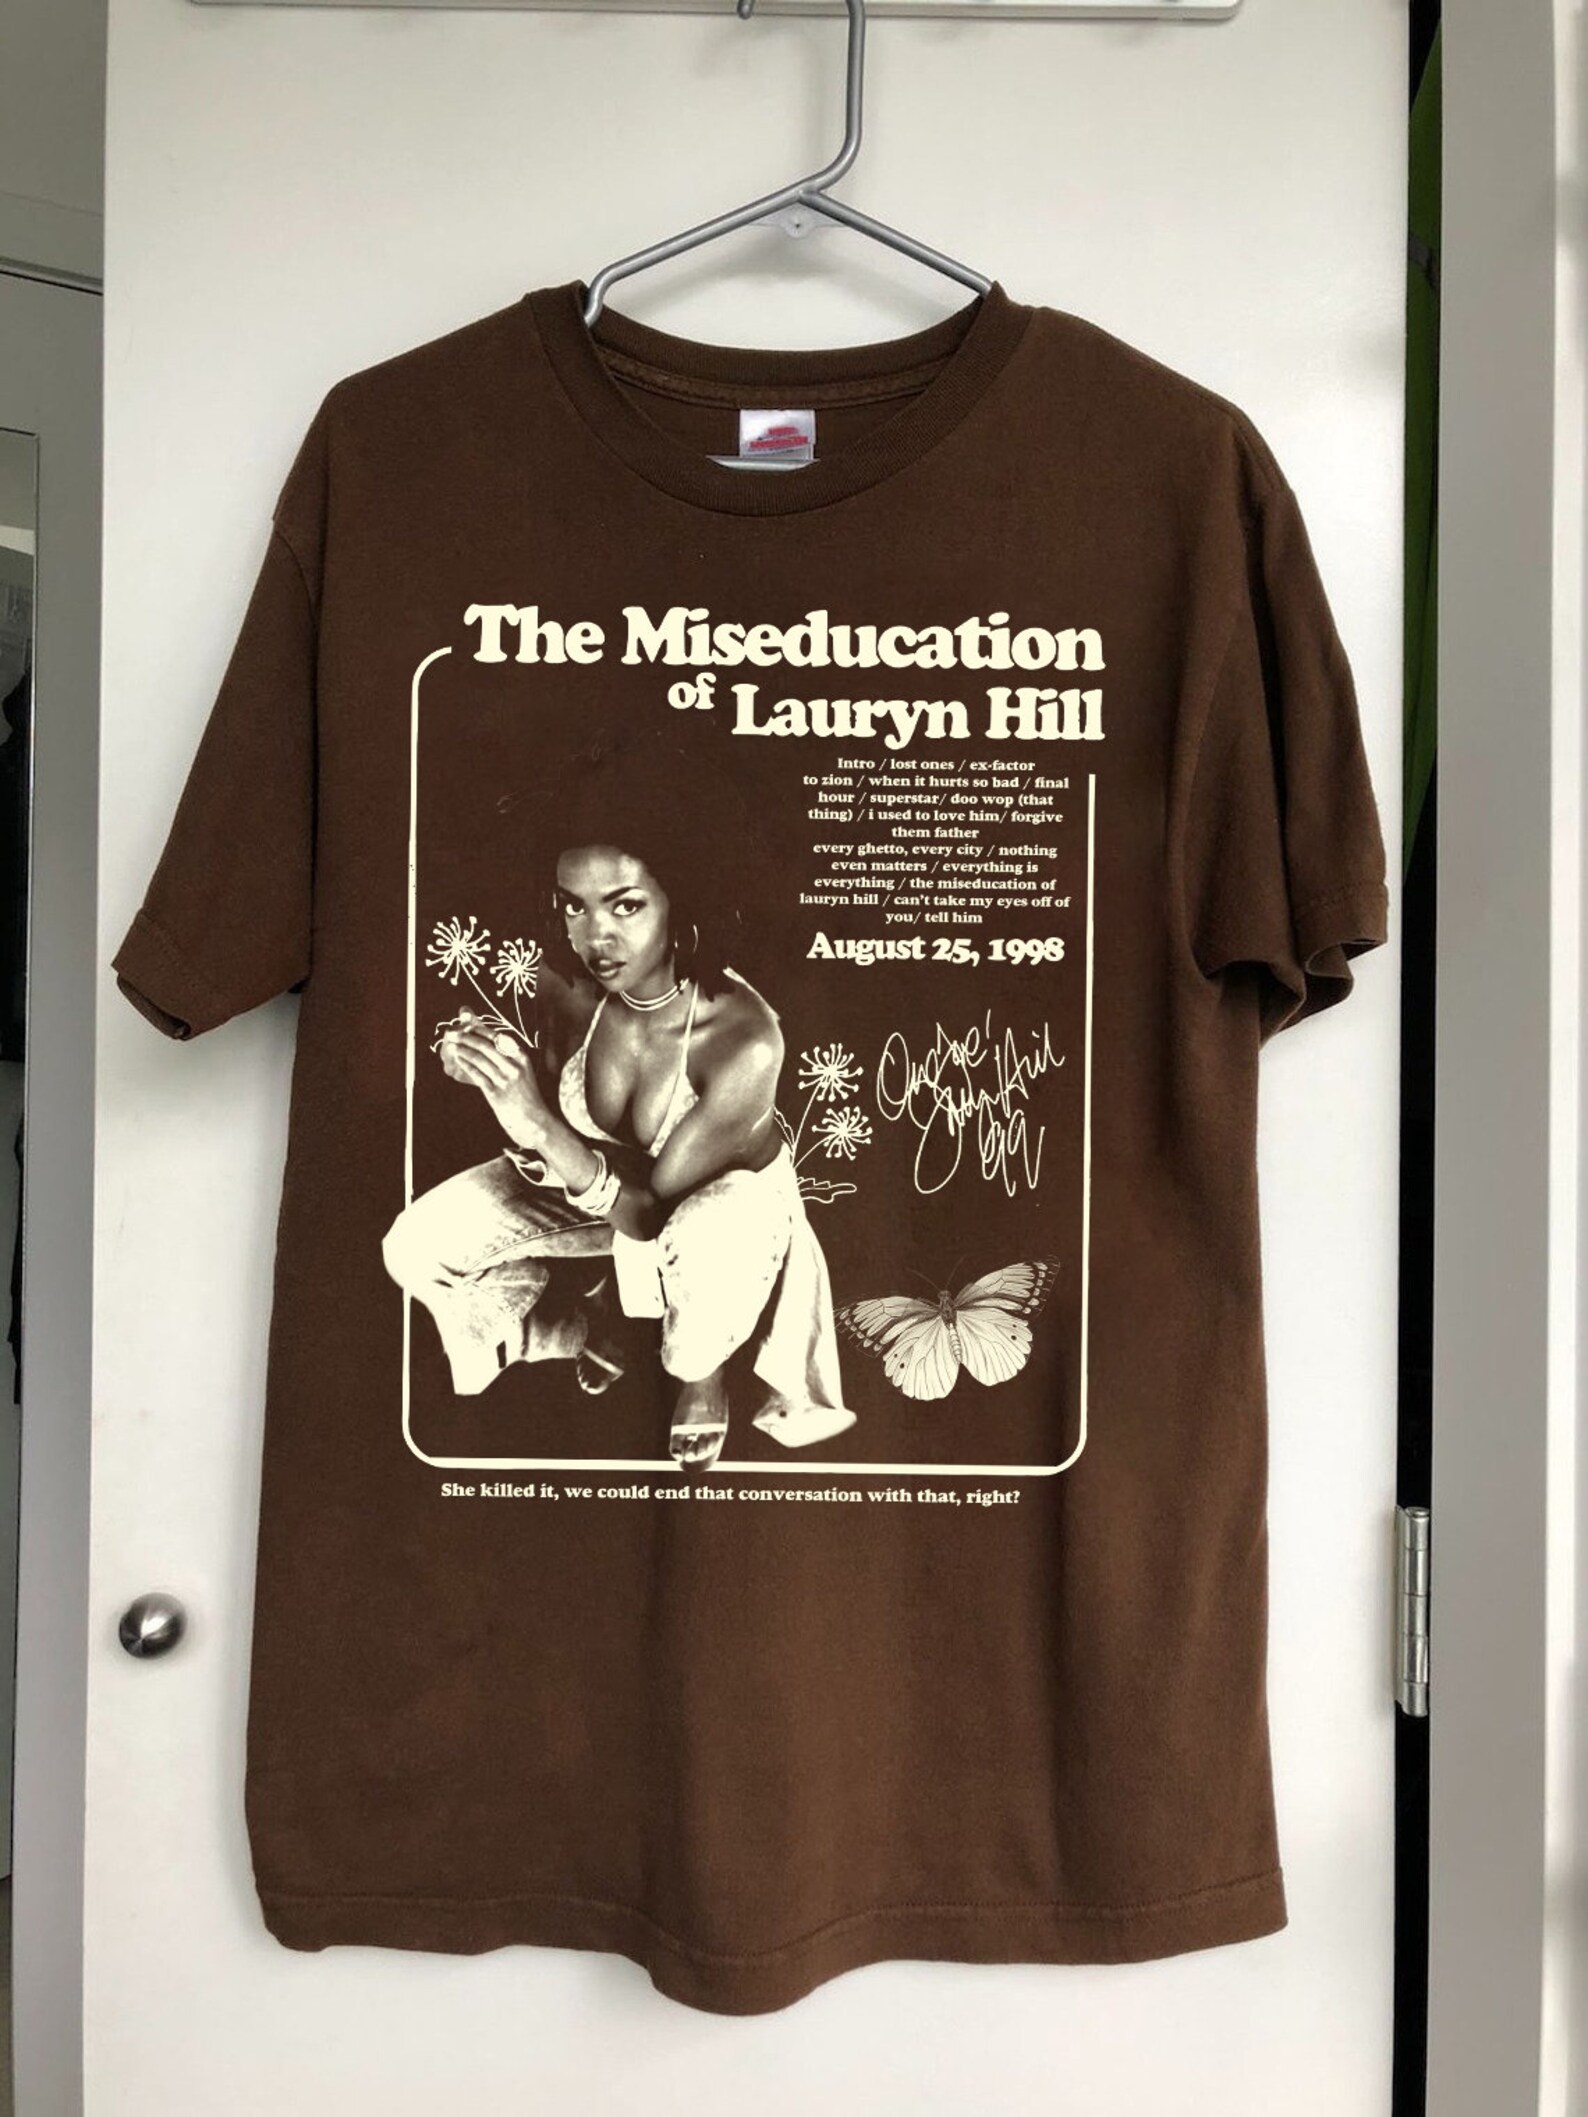 The Miseducation
of Lauryn Hill
Intro / lost ones / ex-factor
to zion / when it hurts so bad / final
hour / superstar/ doo wop (that
thing) / i used to love him/ forgive
them father
every ghetto, every city / nothing
even matters / everything is
everything / the miseducation of
lauryn hill / can't take my eyes off of
you/ tell him
August 25, 1998
She killed it, we could end that conversation with that, right?